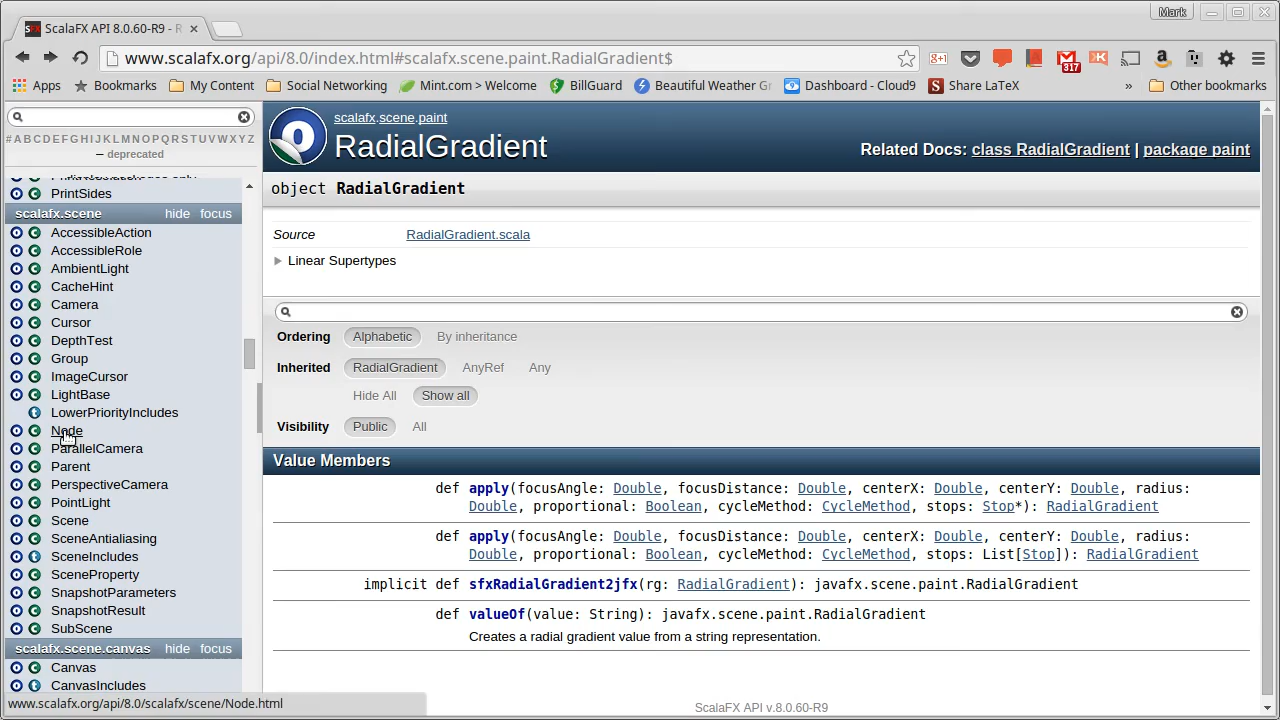 Mark
SFX ScalaFX API 8.0.60-R9 - R
www.scalafx.org/api/8.0/index.html#scalafx.scene.paint.RadialGradient$
317
Apps Bookmarks My Content Social Networking Mint.com > Welcome BillGuard Beautiful Weather Gr Dashboard - Cloud9 S Share LaTeX » Other bookmarks
# A B C D E F G H I J K L M N O P Q R S T U V W X Y Z
– deprecated
PrintSides
scalafx.scene hide focus
AccessibleAction
AccessibleRole
AmbientLight
CacheHint
Camera
Cursor
DepthTest
Group
ImageCursor
LightBase
LowerPriorityIncludes
Node
ParallelCamera
Parent
PerspectiveCamera
PointLight
Scene
SceneAntialiasing
SceneIncludes
SceneProperty
SnapshotParameters
SnapshotResult
SubScene
scalafx.scene.canvas hide focus
Canvas
CanvasIncludes
www.scalafx.org/api/8.0/scalafx/scene/Node.html
scalafx.scene.paint
RadialGradient
Related Docs: class RadialGradient | package paint
object RadialGradient
Source RadialGradient.scala
Linear Supertypes
Ordering Alphabetic By inheritance
Inherited RadialGradient AnyRef Any
Hide All Show all
Visibility Public All
Value Members
def apply(focusAngle: Double, focusDistance: Double, centerX: Double, centerY: Double, radius:
Double, proportional: Boolean, cycleMethod: CycleMethod, stops: Stop*): RadialGradient
def apply(focusAngle: Double, focusDistance: Double, centerX: Double, centerY: Double, radius:
Double, proportional: Boolean, cycleMethod: CycleMethod, stops: List[Stop]): RadialGradient
implicit def sfxRadialGradient2jfx(rg: RadialGradient): javafx.scene.paint.RadialGradient
def valueOf(value: String): javafx.scene.paint.RadialGradient
Creates a radial gradient value from a string representation.
ScalaFX API v.8.0.60-R9